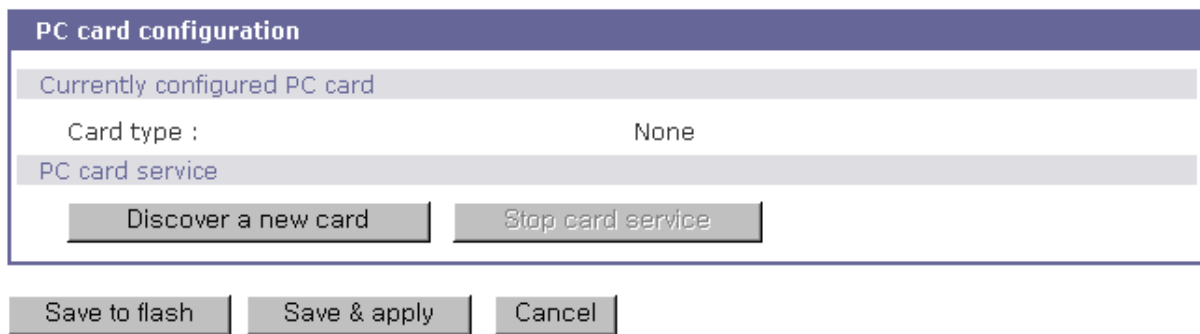 PC card configuration
Currently configured PC card
Card type : None
PC card service
Discover a new card Stop card service
Save to flash Save & apply Cancel